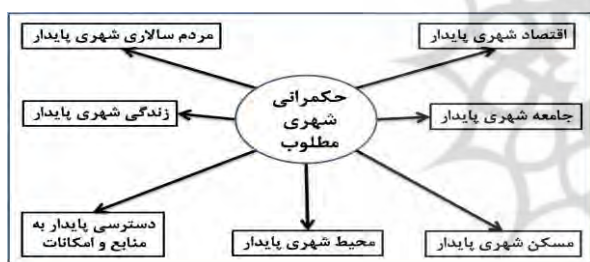 اقتصاد شهری پایدار
مردم سالاری شهری پایدار
حکمرانی
شهری
مطلوب
جامعه شهری پایدار
زندگی شهری پایدار
مسکن شهری پایدار
محیط شهری پایدار
دسترسی پایدار به
منابع و امکانات